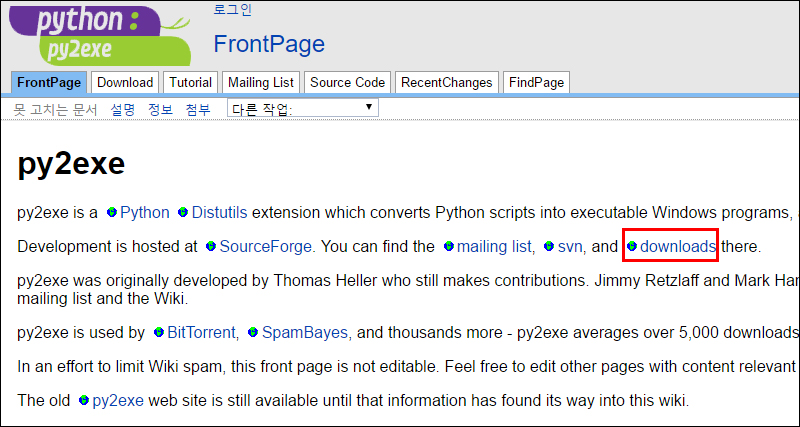 python :
py2exe
로그인
FrontPage
FrontPage Download Tutorial Mailing List Source Code RecentChanges FindPage
못 고치는 문서 설명 정보 첨부 다른 작업:
py2exe
py2exe is a Python Distutils extension which converts Python scripts into executable Windows programs,
Development is hosted at SourceForge. You can find the mailing list, svn, and downloads there.
py2exe was originally developed by Thomas Heller who still makes contributions. Jimmy Retzlaff and Mark
mailing list and the Wiki.
py2exe is used by BitTorrent, SpamBayes, and thousands more - py2exe averages over 5,000 downloads
In an effort to limit Wiki spam, this front page is not editable. Feel free to edit other pages with content relevant
The old py2exe web site is still available until that information has found its way into this wiki.